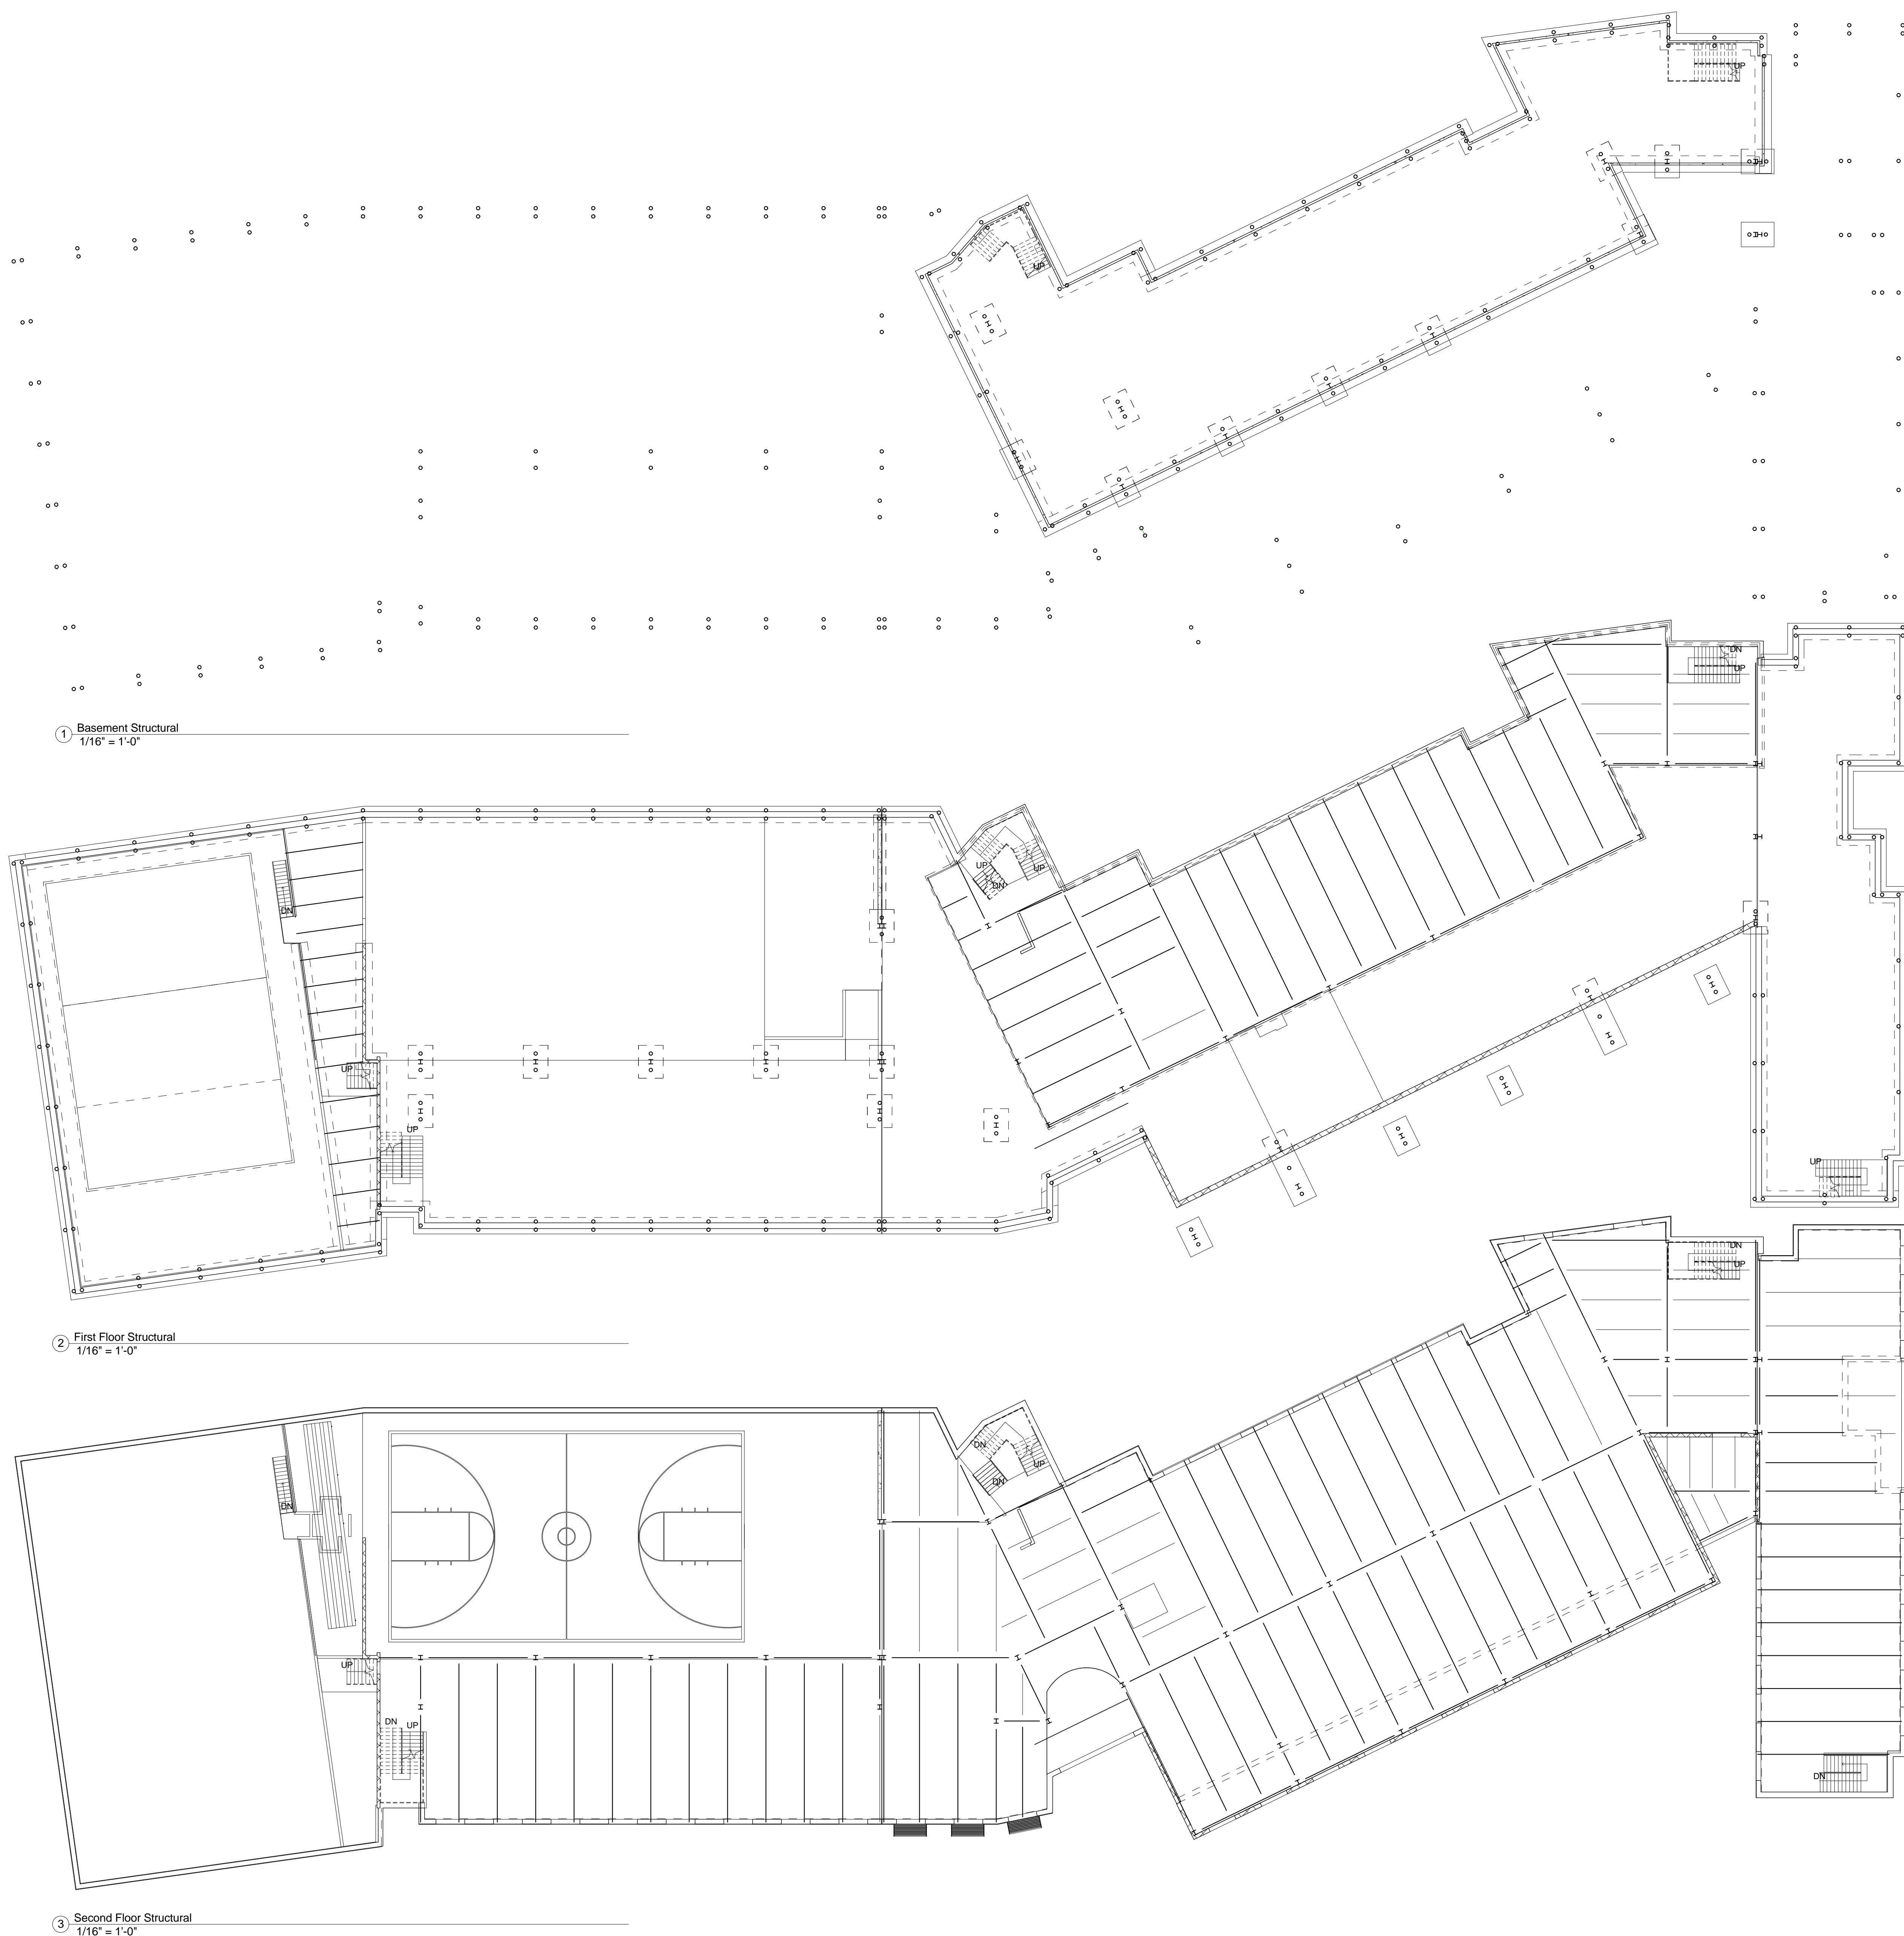 UP
UP
1 Basement Structural
1/16" = 1'-0"
DN
UP
UP
UP
DN
DN
UP
UP
UP
2 First Floor Structural
1/16" = 1'-0"
DN
UP
DN
UP
DN
DN
UP
DN
UP
DN
3 Second Floor Structural
1/16" = 1'-0"